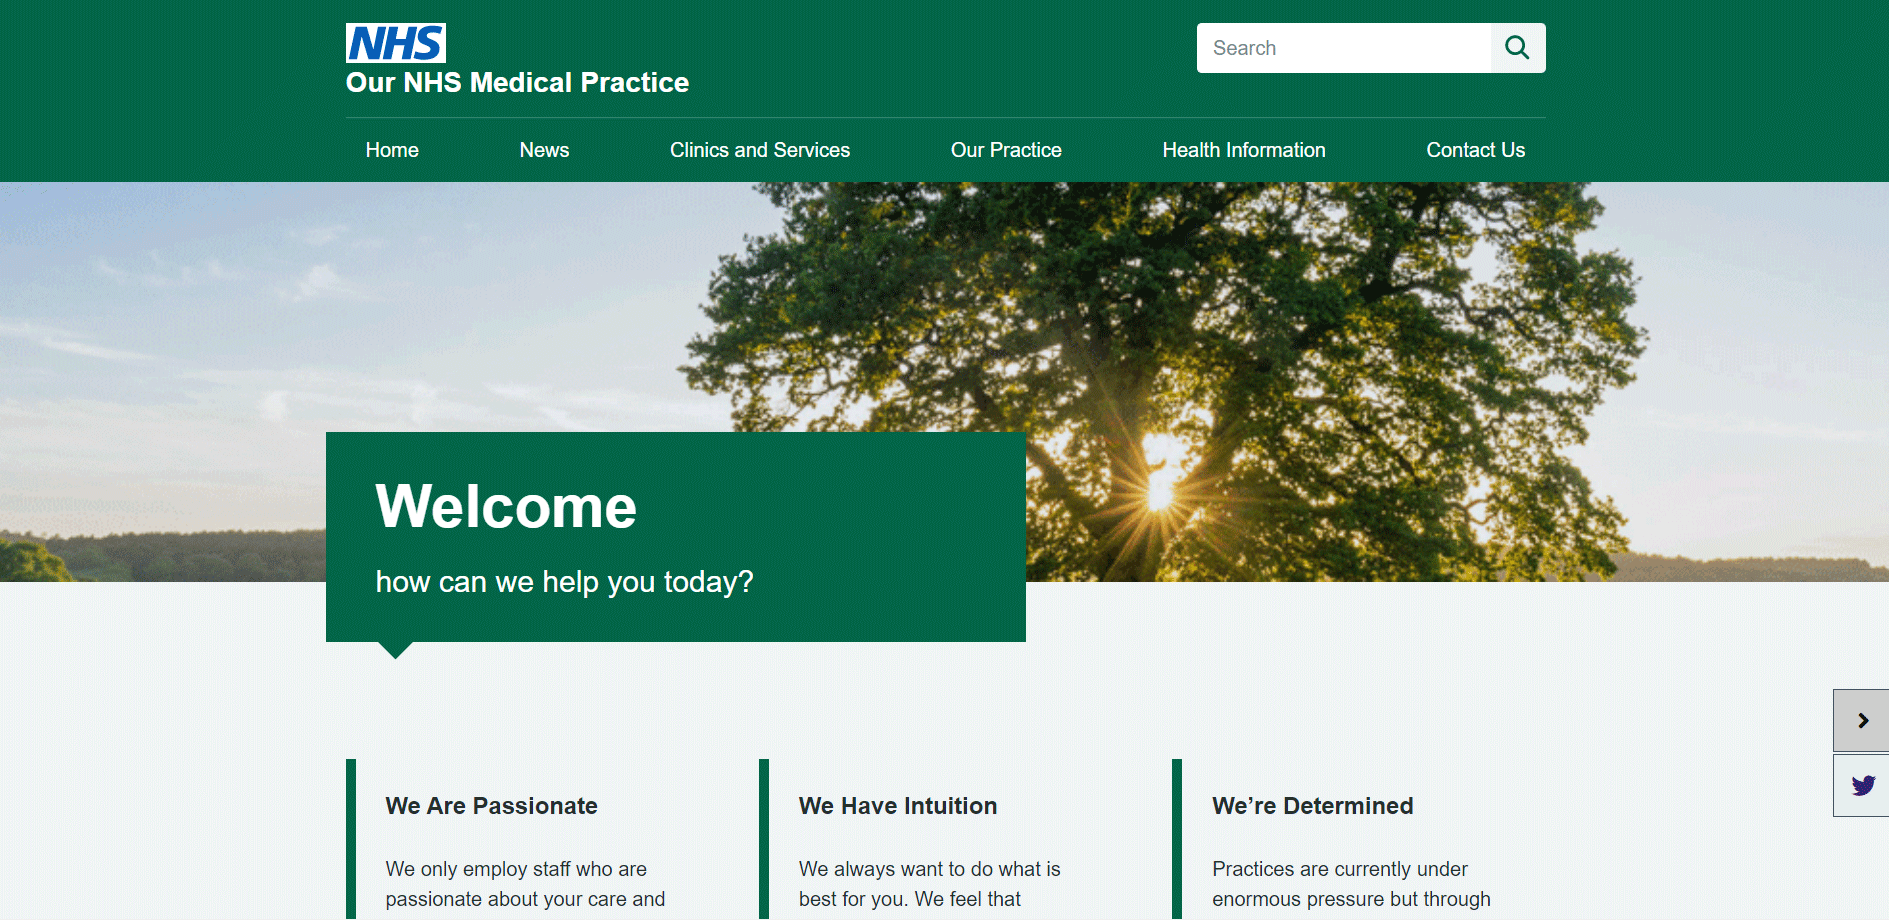 NHS
Our NHS Medical Practice
Search
Home
News
Clinics and Services
Our Practice
Health Information
Contact Us
Welcome
how can we help you today?
We Are Passionate
We only employ staff who are
passionate about your care and
We Have Intuition
We always want to do what is
best for you. We feel that
We’re Determined
Practices are currently under
enormous pressure but through